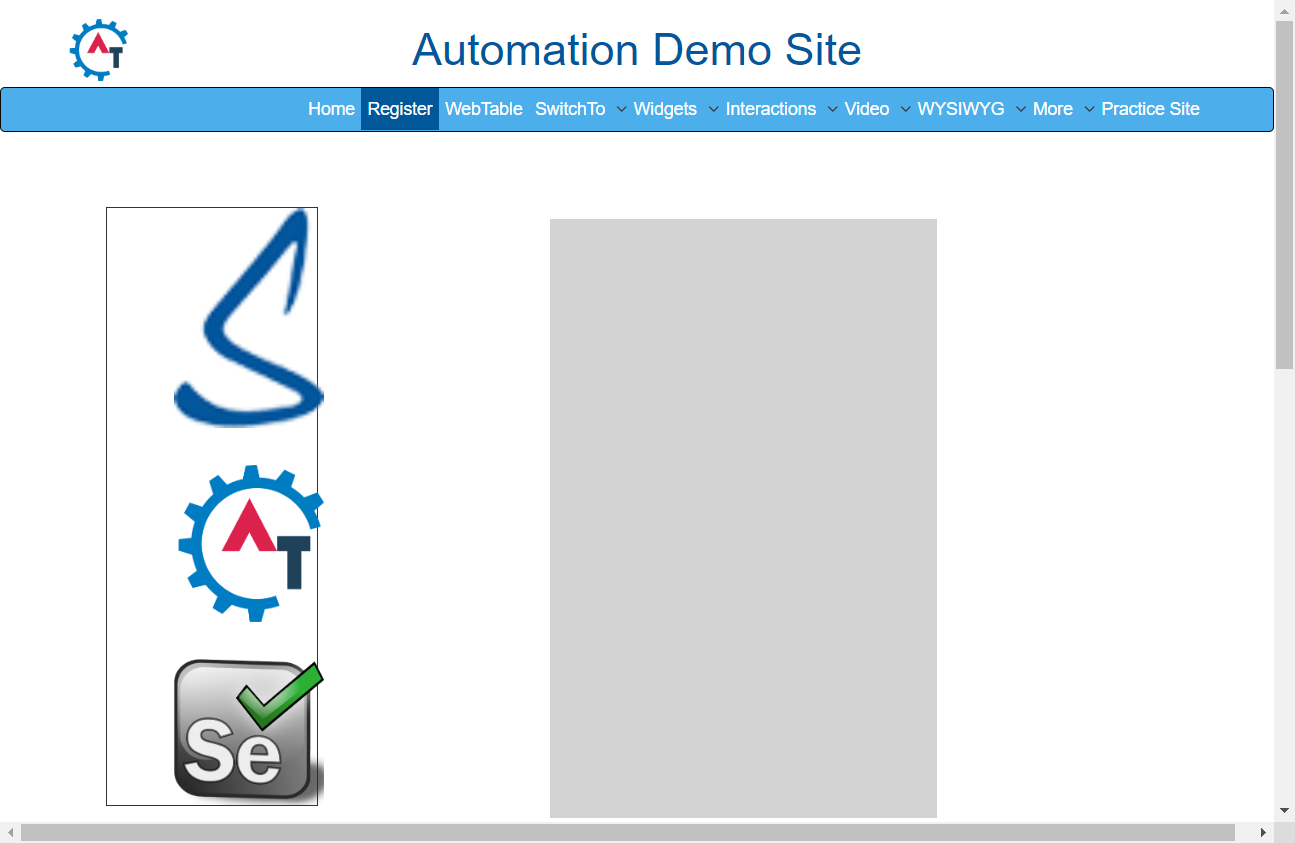 AT
Automation Demo Site
Home Register WebTable SwitchTo Widgets Interactions Video WYSIWYG More Practice Site
S
AT
Se